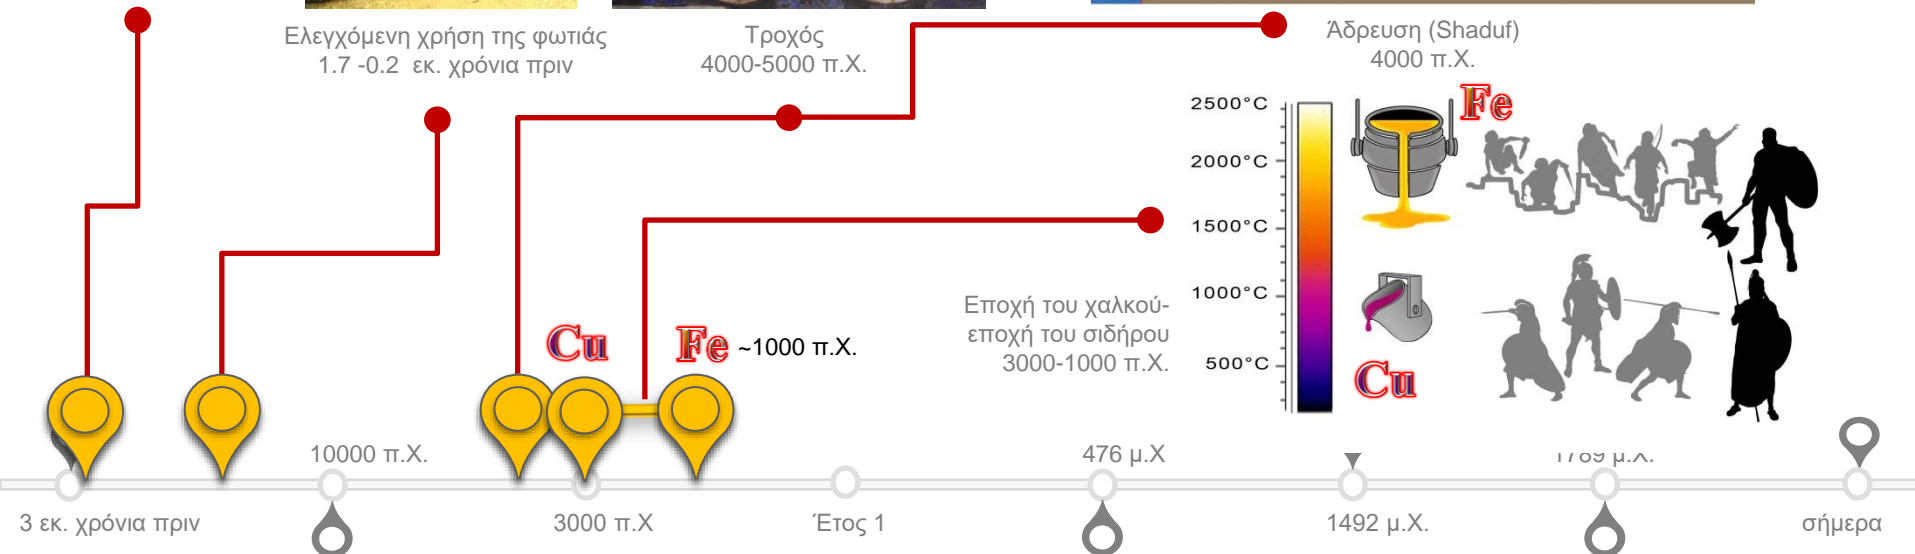 Ελεγχόμενη χρήση της φωτιάς
1.7 -0.2 εκ. χρόνια πριν
Τροχός
4000-5000 π.Χ.
Άδρευση (Shaduf)
4000 π.Χ.
2500°C
2000°C
1500°C
1000°C
500°C
Fe
Cu
Εποχή του χαλκού-
εποχή του σιδήρου
3000-1000 π.Χ.
Cu
Fe ~1000 π.Χ.
10000 π.Χ.
476 μ.Χ
1789 μ.Χ.
3 εκ. χρόνια πριν
3000 π.Χ
Έτος 1
1492 μ.Χ.
σήμερα